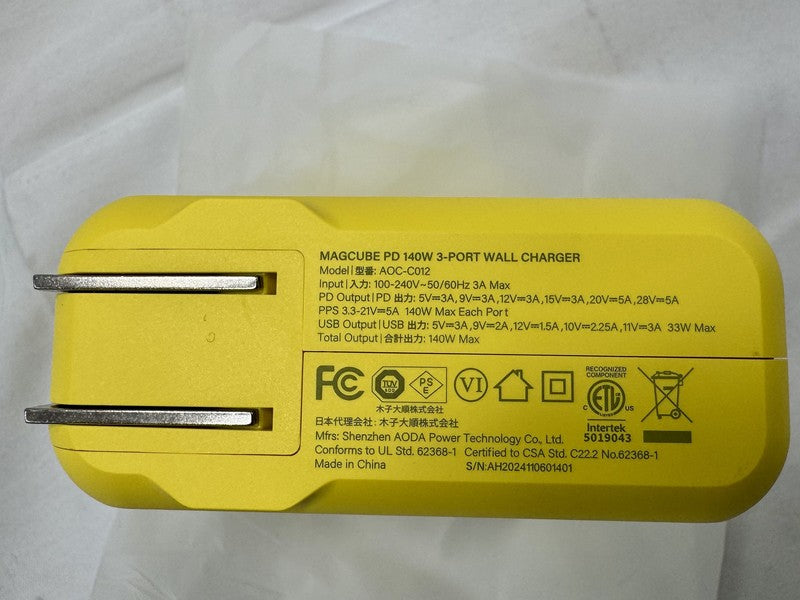 MAGCUBE PD 140W 3-PORT WALL CHARGER
Model|型番: AOC-C012
Input|入力: 100-240V~50/60Hz 3A Max
PD Output|PD 出力: 5V⎓3A, 9V⎓3A,12V⎓3A,15V⎓3A, 20V⎓5A,28V⎓5A
PPS 3.3-21V⎓5A 140W Max Each Port
USB Output|USB 出力: 5V⎓3A, 9V⎓2A,12V⎓1.5A,10V⎓2.25A,11V⎓3A 33W Max
Total Output|合計出力: 140W Max
FC TÜV PS E VI
木子大順株式会社
RECOGNIZED COMPONENT
C ETL US
Intertek
5019043
日本代理会社: 木子大順株式会社
Mfrs: Shenzhen AODA Power Technology Co., Ltd.
Conforms to UL Std. 62368-1 Certified to CSA Std. C22.2 No.62368-1
Made in China S/N:AH2024110601401